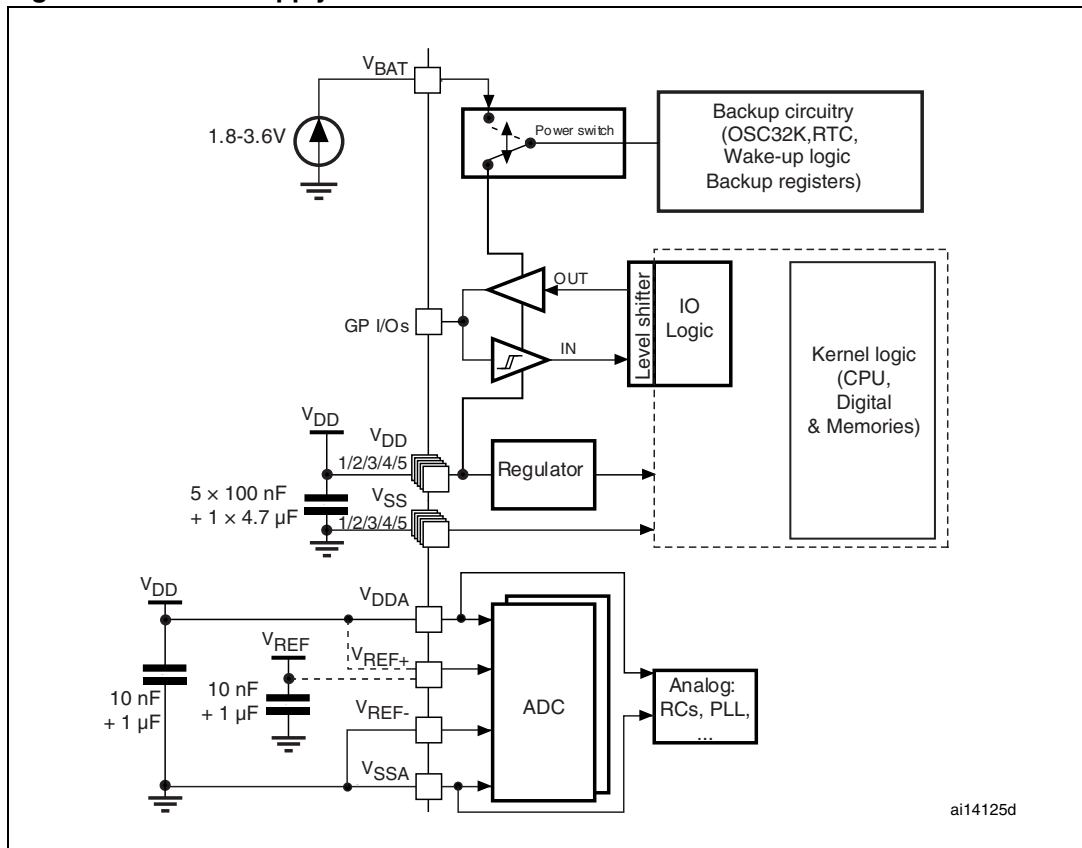 V_BAT
1.8-3.6V
Power switch
Backup circuitry
(OSC32K,RTC,
Wake-up logic
Backup registers)
GP I/Os
OUT
IN
Level shifter
IO
Logic
Kernel logic
(CPU,
Digital
& Memories)
V_DD
V_DD
1/2/3/4/5
Regulator
5 × 100 nF
+ 1 × 4.7 µF
V_SS
1/2/3/4/5
V_DD
V_DDA
V_REF
V_REF+
10 nF
+ 1 µF
10 nF
+ 1 µF
V_REF-
V_SSA
ADC
Analog:
RCs, PLL,
...
ai14125d